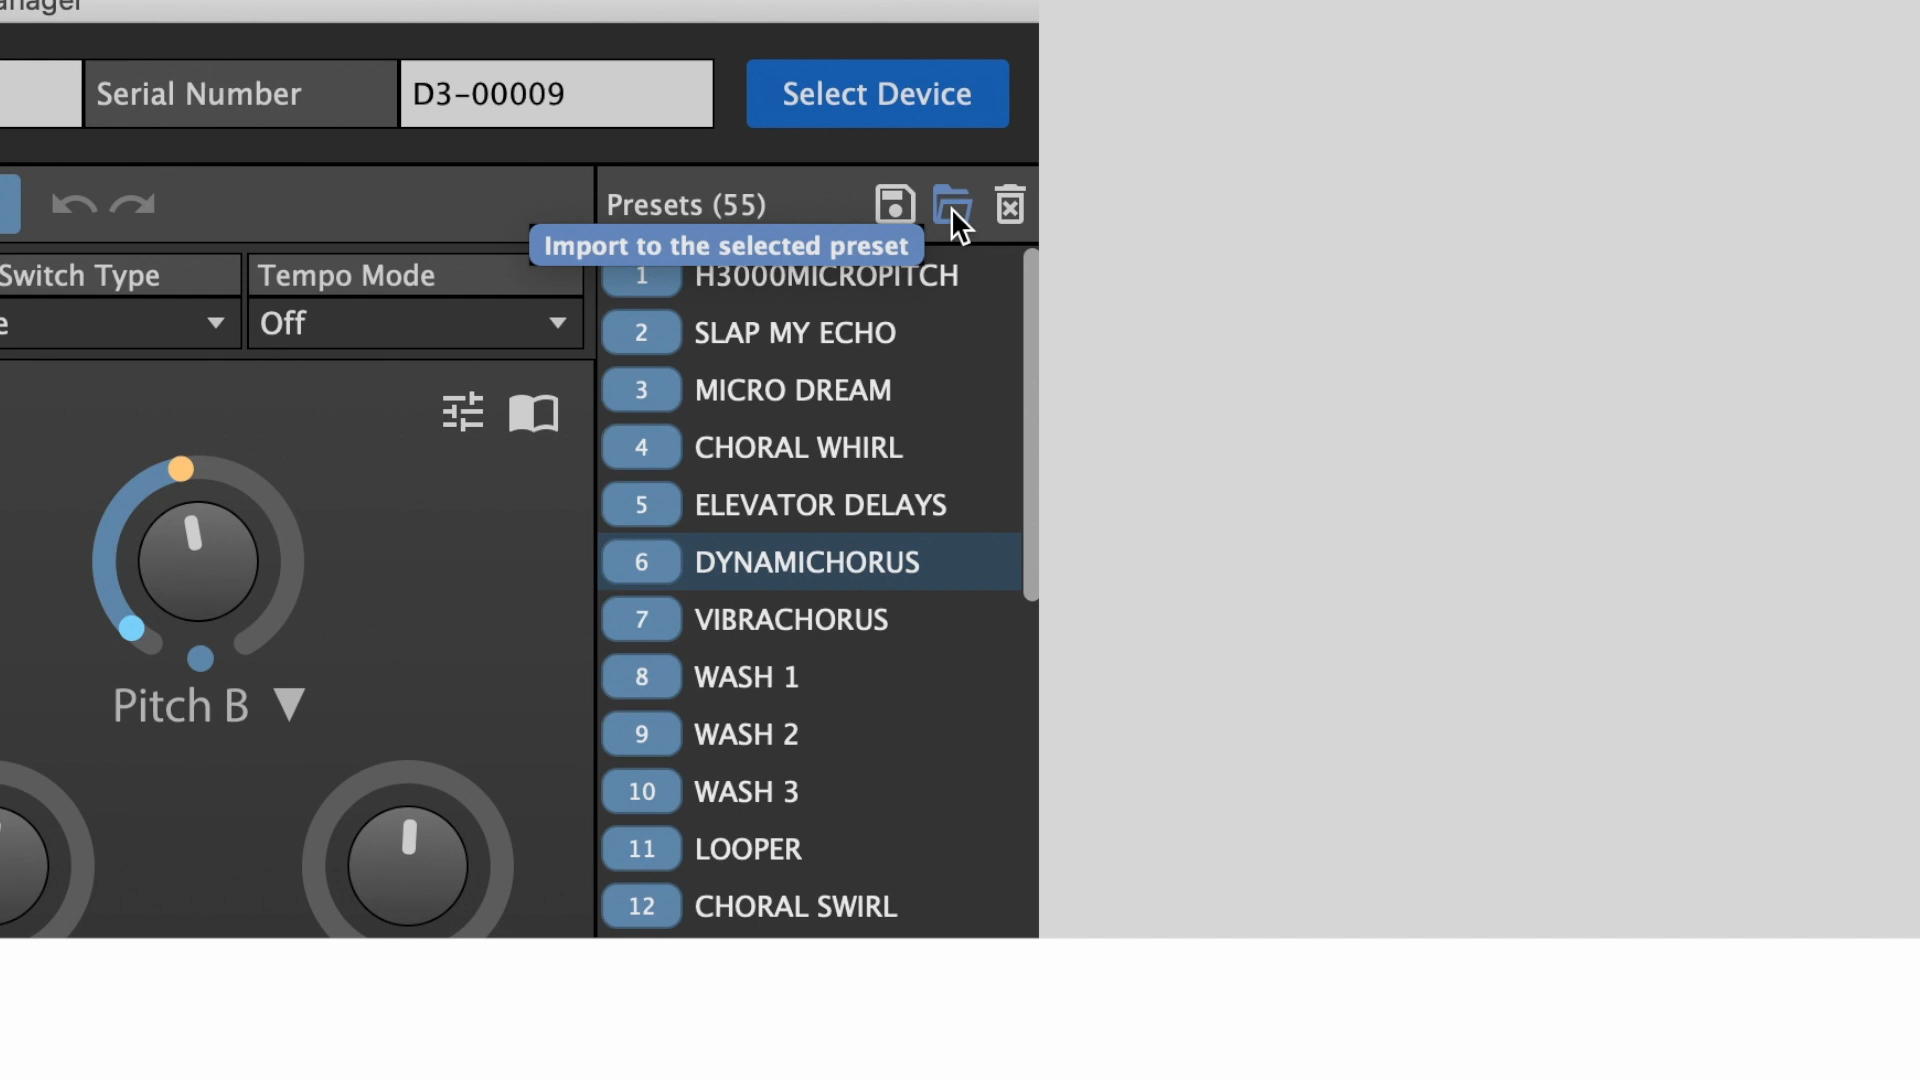 Serial Number
D3-00009
Select Device
Presets (55)
Import to the selected preset
Switch Type
Tempo Mode
Off
Pitch B
1 H3000MICROPITCH
2 SLAP MY ECHO
3 MICRO DREAM
4 CHORAL WHIRL
5 ELEVATOR DELAYS
6 DYNAMICHORUS
7 VIBRACHORUS
8 WASH 1
9 WASH 2
10 WASH 3
11 LOOPER
12 CHORAL SWIRL